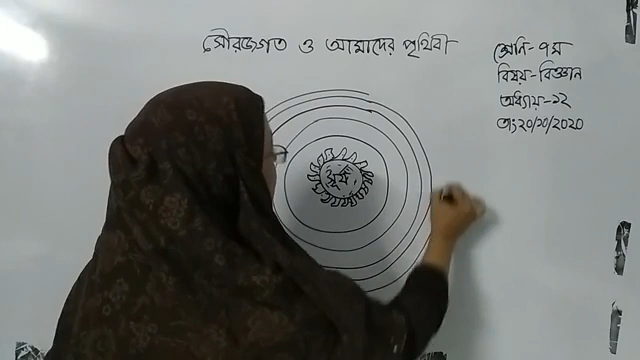 সৌরজগত ও আমাদের পৃথিবী
শ্রেনি-৭ম
বিষয়-বিজ্ঞান
অধ্যায়-১২
তাং২০/১০/২০২০
সূর্য